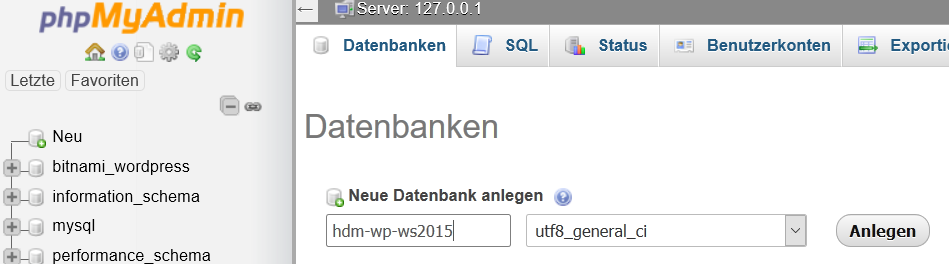 phpMyAdmin
Letzte Favoriten
Neu
bitnami_wordpress
information_schema
mysql
performance_schema
Server: 127.0.0.1
Datenbanken SQL Status Benutzerkonten Exporti
Datenbanken
Neue Datenbank anlegen
hdm-wp-ws2015 utf8_general_ci Anlegen